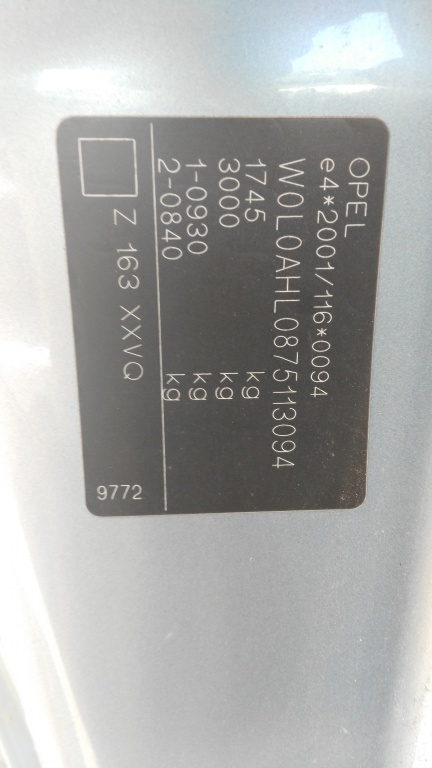 OPEL
e4*2001/116*0094
W0L0AHL0875113094
1745 kg
3000 kg
1-0930 kg
2-0840 kg
Z 163 XXVQ
9772